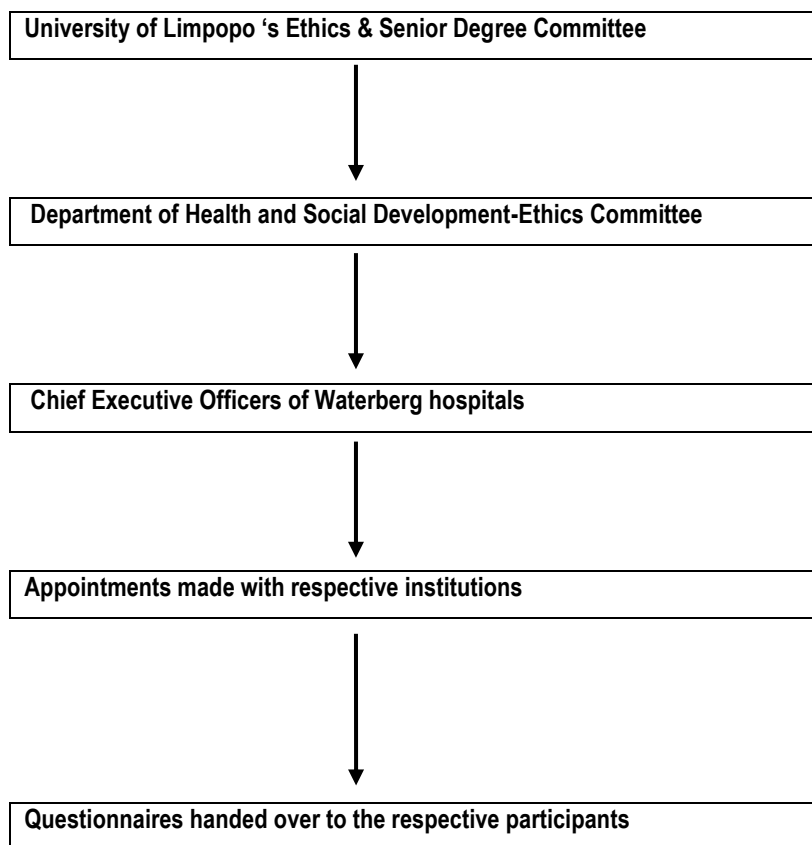 University of Limpopo ‘s Ethics & Senior Degree Committee
Department of Health and Social Development-Ethics Committee
Chief Executive Officers of Waterberg hospitals
Appointments made with respective institutions
Questionnaires handed over to the respective participants